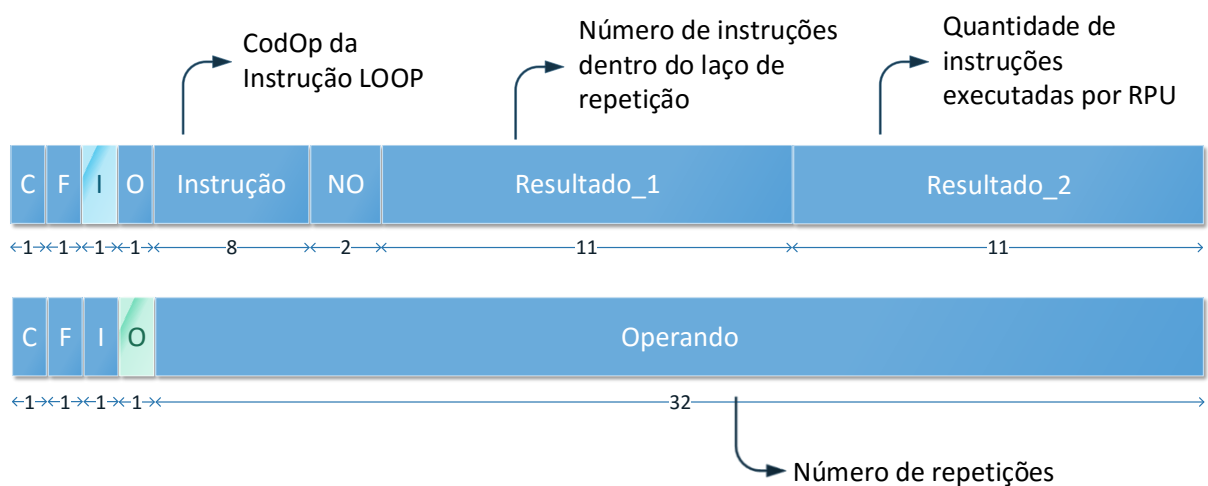 CodOp da
Instrução LOOP
Número de instruções
dentro do laço de
repetição
Quantidade de
instruções
executadas por RPU
C F I O Instrução NO Resultado_1 Resultado_2
1 1 1 1 8 2 11 11
C F I O Operando
1 1 1 1 32
Número de repetições